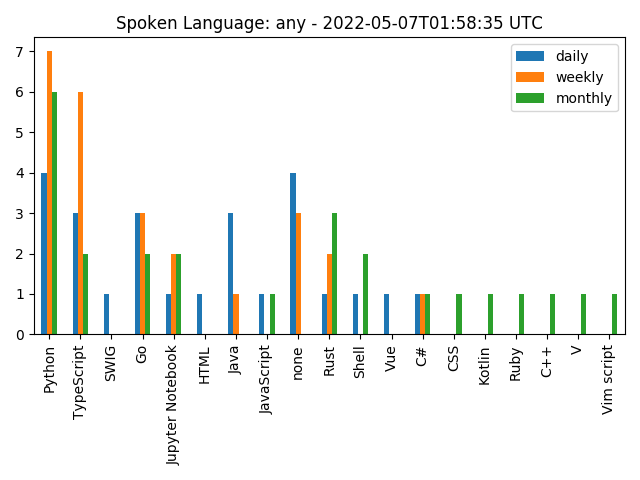 Spoken Language: any - 2022-05-07T01:58:35 UTC
daily
weekly
monthly
7
6
5
4
3
2
1
0
Python
TypeScript
SWIG
Go
Jupyter Notebook
HTML
Java
JavaScript
none
Rust
Shell
Vue
C#
CSS
Kotlin
Ruby
C++
V
Vim script